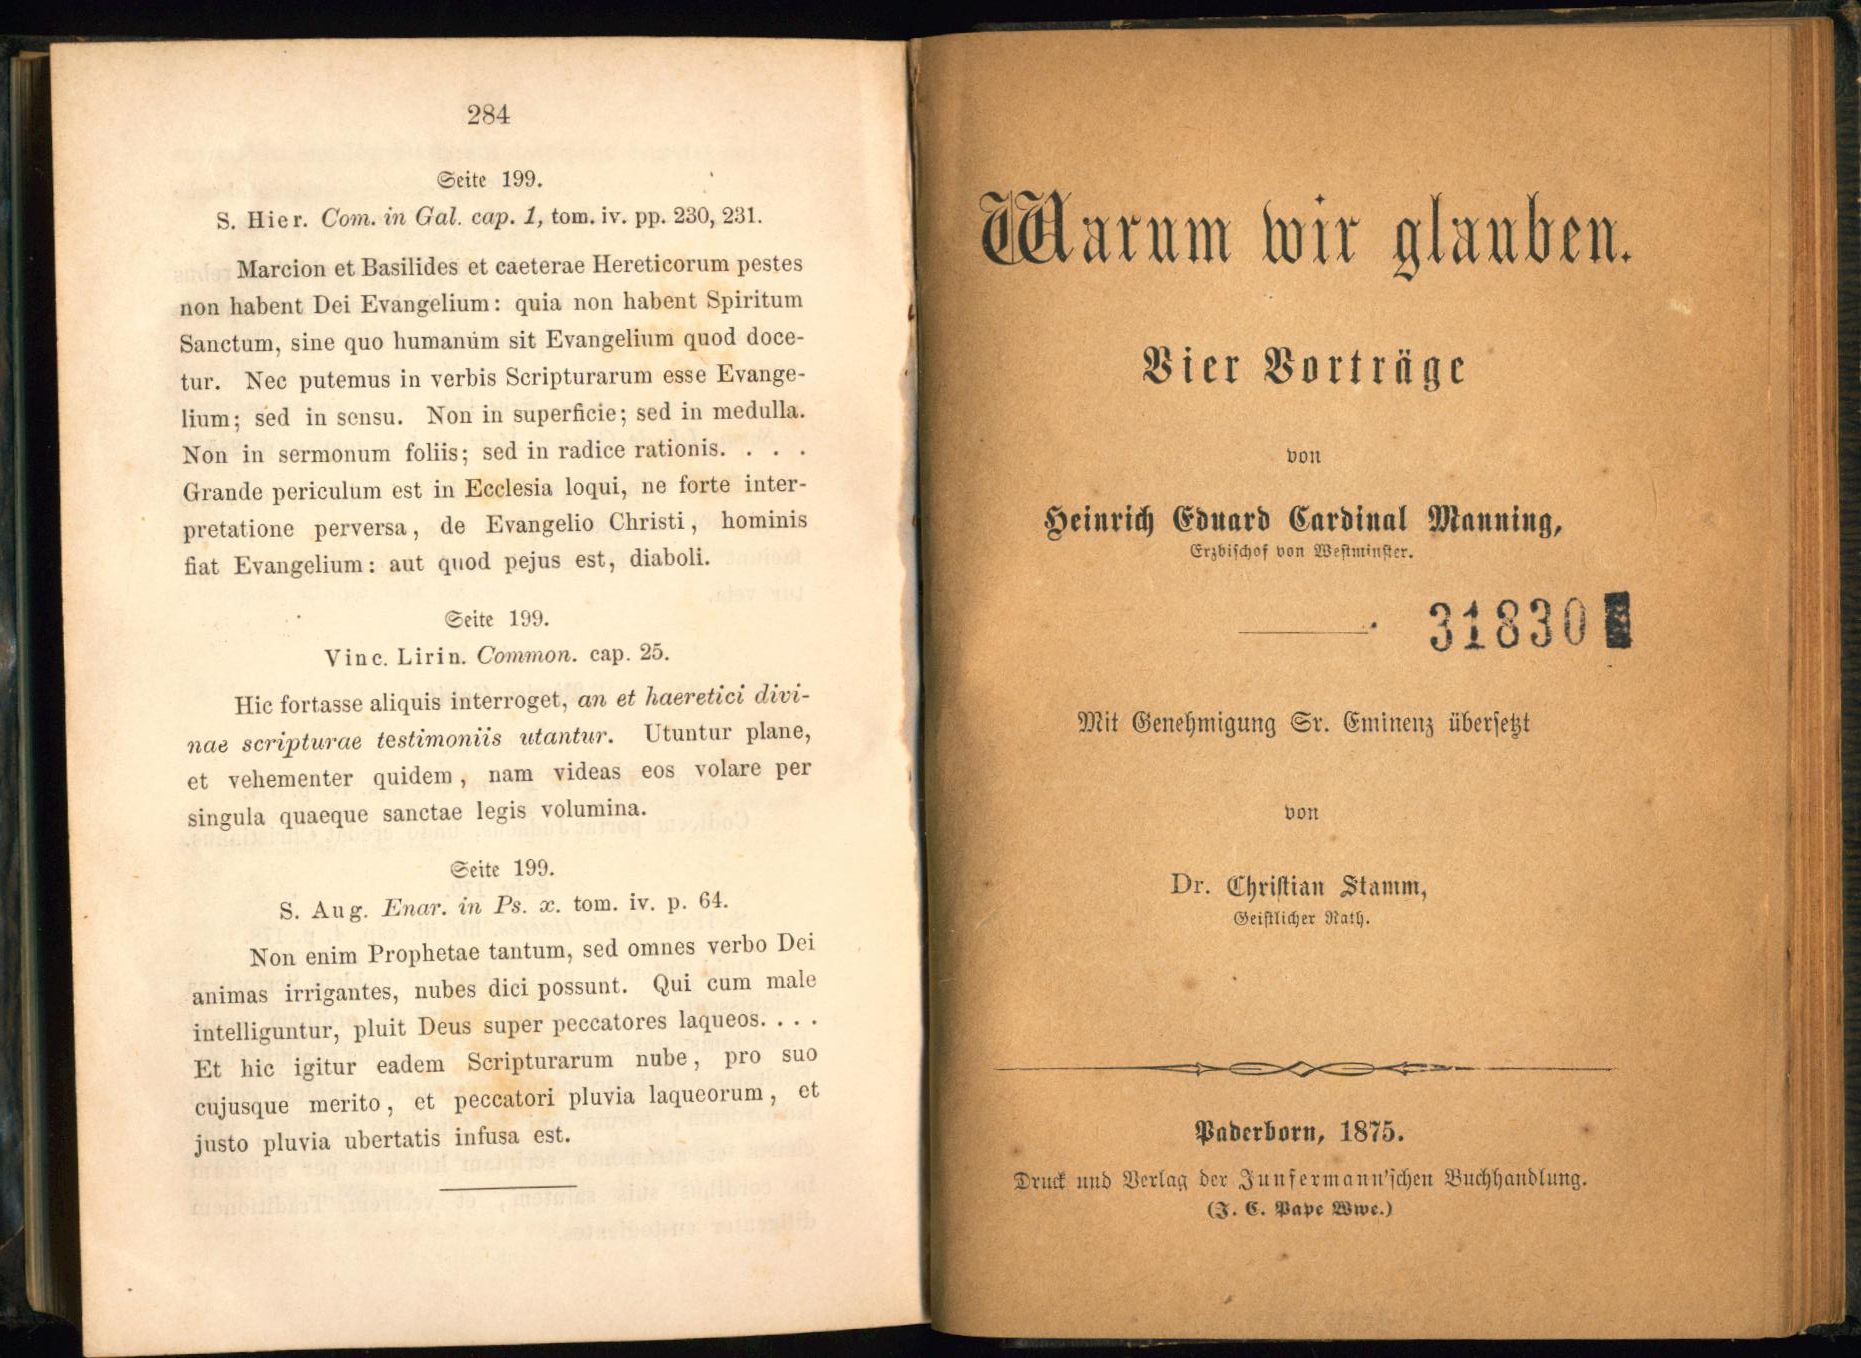 284
Seite 199.
S. Hier. Com. in Gal. cap. 1, tom. iv. pp. 230, 231.
Marcion et Basilides et caeterae Hereticorum pestes
non habent Dei Evangelium: quia non habent Spiritum
Sanctum, sine quo humanum sit Evangelium quod doce-
tur. Nec putemus in verbis Scripturarum esse Evange-
lium; sed in sensu. Non in superficie; sed in medulla.
Non in sermonum foliis; sed in radice rationis. . . .
Grande periculum est in Ecclesia loqui, ne forte inter-
pretatione perversa, de Evangelio Christi, hominis
fiat Evangelium: aut quod pejus est, diaboli.
Seite 199.
Vinc. Lirin. Common. cap. 25.
Hic fortasse aliquis interroget, an et haeretici divi-
nae scripturae testimoniis utantur. Utuntur plane,
et vehementer quidem, nam videas eos volare per
singula quaeque sanctae legis volumina.
Seite 199.
S. Aug. Enar. in Ps. x. tom. iv. p. 64.
Non enim Prophetae tantum, sed omnes verbo Dei
animas irrigantes, nubes dici possunt. Qui cum male
intelliguntur, pluit Deus super peccatores laqueos. . . .
Et hic igitur eadem Scripturarum nube, pro suo
cujusque merito, et peccatori pluvia laqueorum, et
justo pluvia ubertatis infusa est.
Warum wir glauben.
Vier Vorträge
von
Heinrich Eduard Cardinal Manning,
Erzbischof von Westminster.
31830
Mit Genehmigung Sr. Eminenz übersetzt
von
Dr. Christian Stamm,
Geistlicher Rath.
Paderborn, 1875.
Druck und Verlag der Junfermann'schen Buchhandlung.
(J. C. Pape Wwe.)